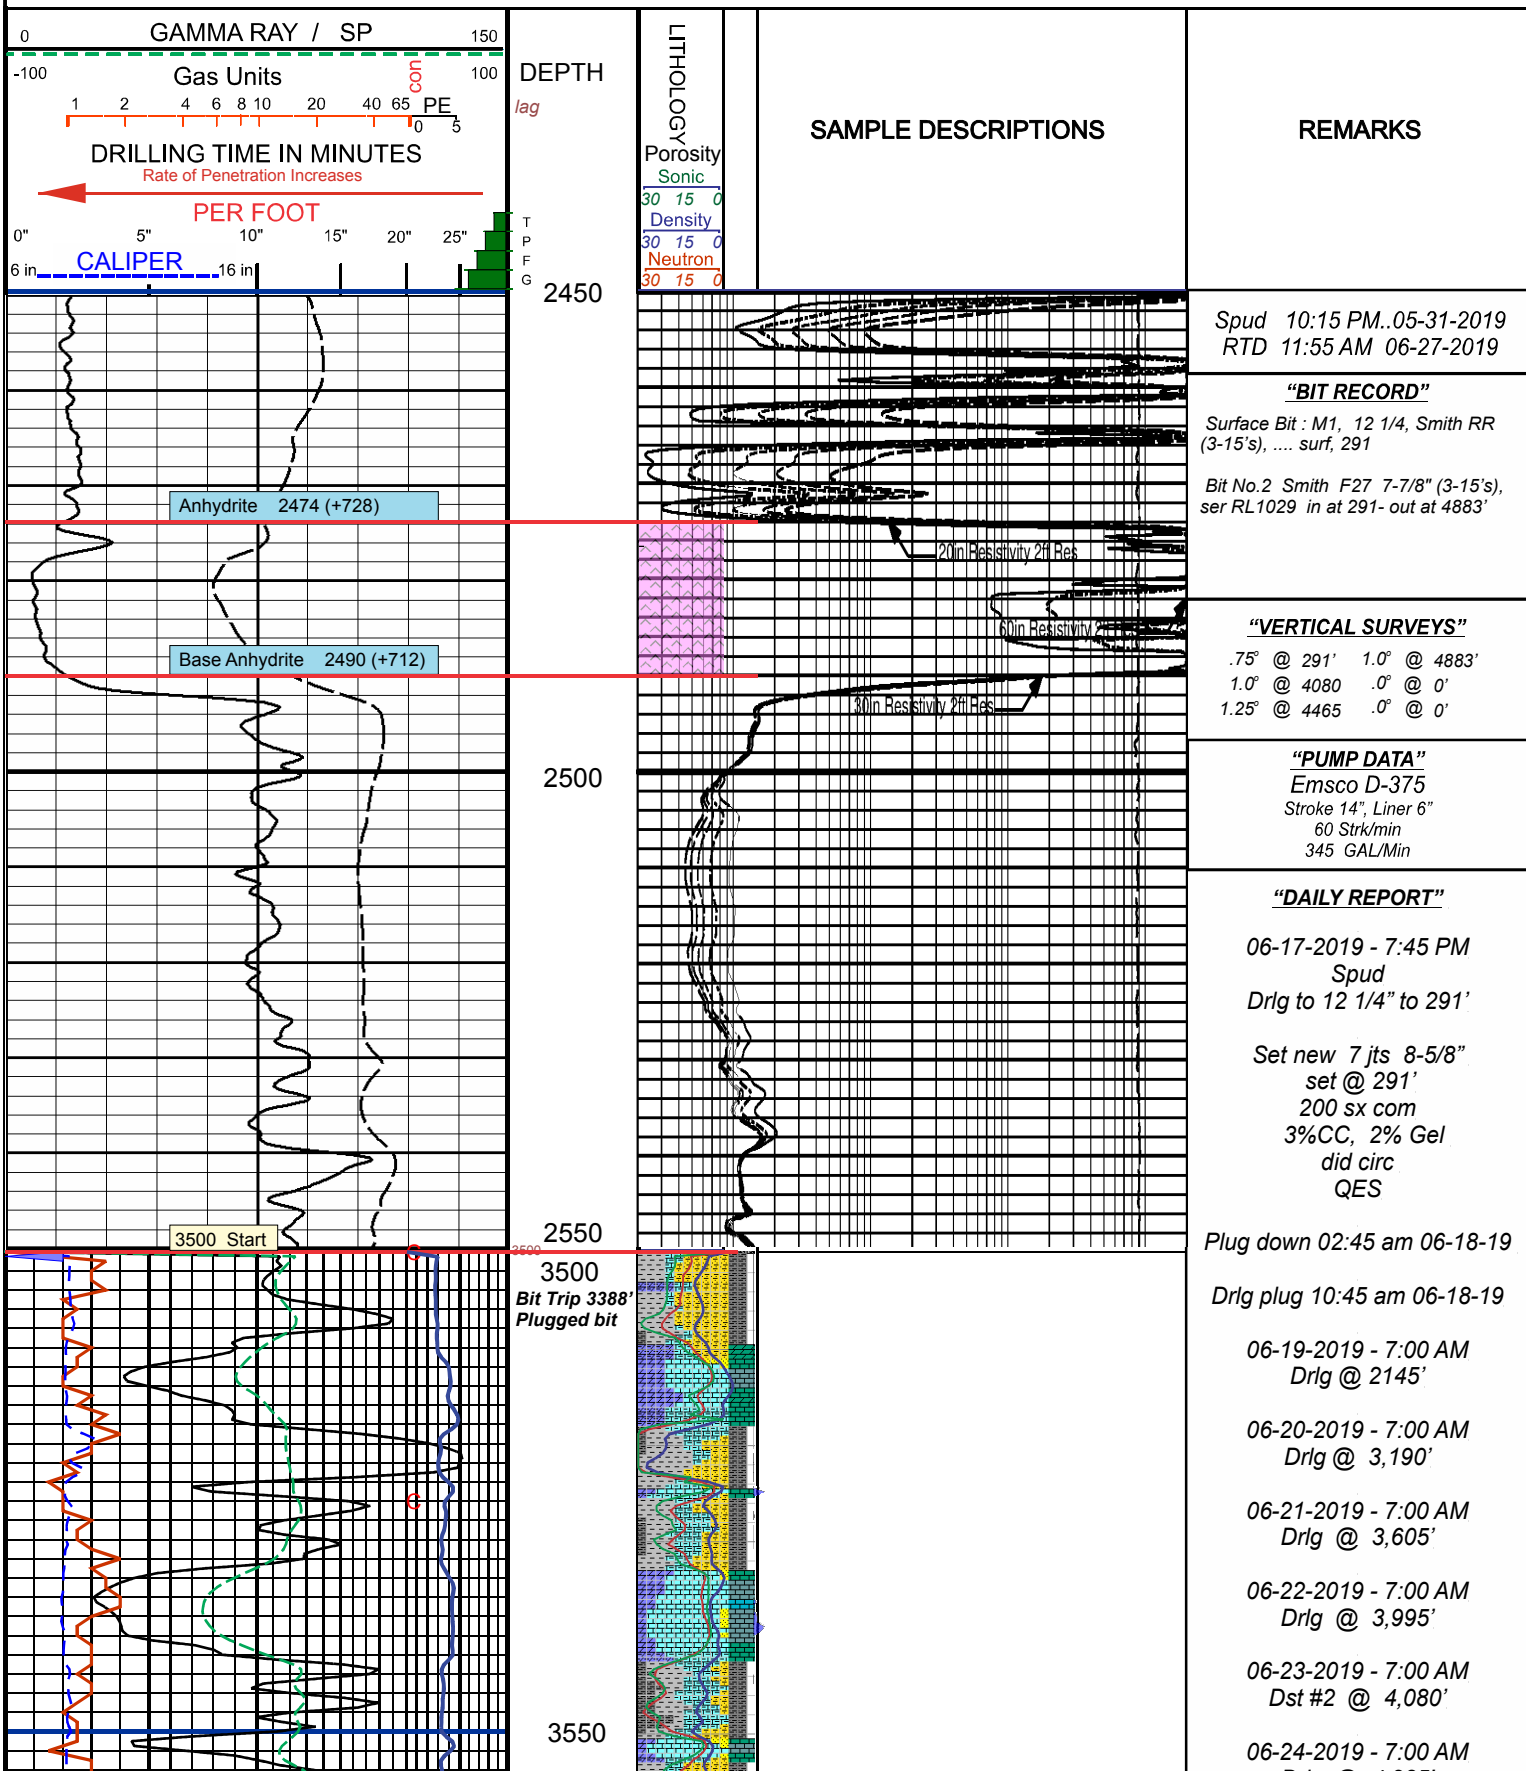 0 GAMMA RAY / SP 150
-100 Gas Units con 100
1 2 4 6 8 10 20 40 65 PE
0 5
DRILLING TIME IN MINUTES
Rate of Penetration Increases
PER FOOT
0" 5" 10" 15" 20" 25"
6 in CALIPER 16 in
T
P
F
G
DEPTH
lag
LITHOLOGY
Porosity
Sonic
30 15 0
Density
30 15 0
Neutron
30 15 0
SAMPLE DESCRIPTIONS
REMARKS
2450
Anhydrite 2474 (+728)
20in Resistivity 2ft Res
60in Resistivity
Base Anhydrite 2490 (+712)
30in Resistivity 2ft Res
2500
2550
3500 Start
3500
3500
Bit Trip 3388'
Plugged bit
C
C
3550
Spud 10:15 PM..05-31-2019
RTD 11:55 AM 06-27-2019
“BIT RECORD”
Surface Bit : M1, 12 1/4, Smith RR
(3-15’s), .... surf, 291
Bit No.2 Smith F27 7-7/8" (3-15’s),
ser RL1029 in at 291- out at 4883’
“VERTICAL SURVEYS”
.75° @ 291’ 1.0° @ 4883’
1.0° @ 4080 .0° @ 0’
1.25° @ 4465 .0° @ 0’
“PUMP DATA”
Emsco D-375
Stroke 14”, Liner 6”
60 Strk/min
345 GAL/Min
“DAILY REPORT”
06-17-2019 - 7:45 PM
Spud
Drlg to 12 1/4” to 291’
Set new 7 jts 8-5/8”
set @ 291’
200 sx com
3%CC, 2% Gel
did circ
QES
Plug down 02:45 am 06-18-19
Drlg plug 10:45 am 06-18-19
06-19-2019 - 7:00 AM
Drlg @ 2145’
06-20-2019 - 7:00 AM
Drlg @ 3,190’
06-21-2019 - 7:00 AM
Drlg @ 3,605’
06-22-2019 - 7:00 AM
Drlg @ 3,995’
06-23-2019 - 7:00 AM
Dst #2 @ 4,080’
06-24-2019 - 7:00 AM